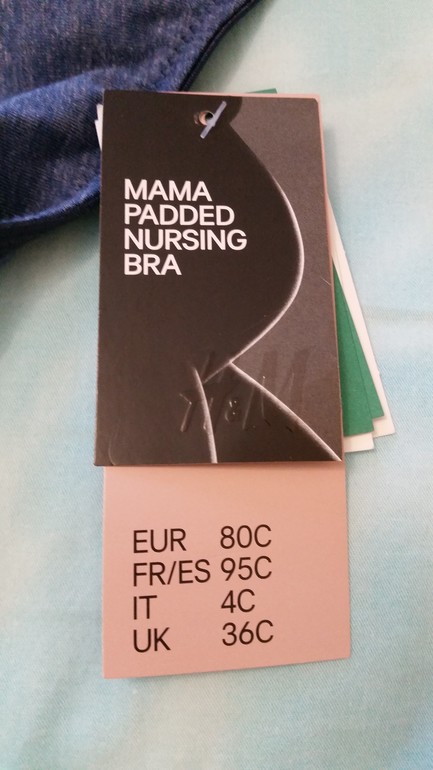 MAMA
PADDED
NURSING
BRA
EUR 80C
FR/ES 95C
IT 4C
UK 36C